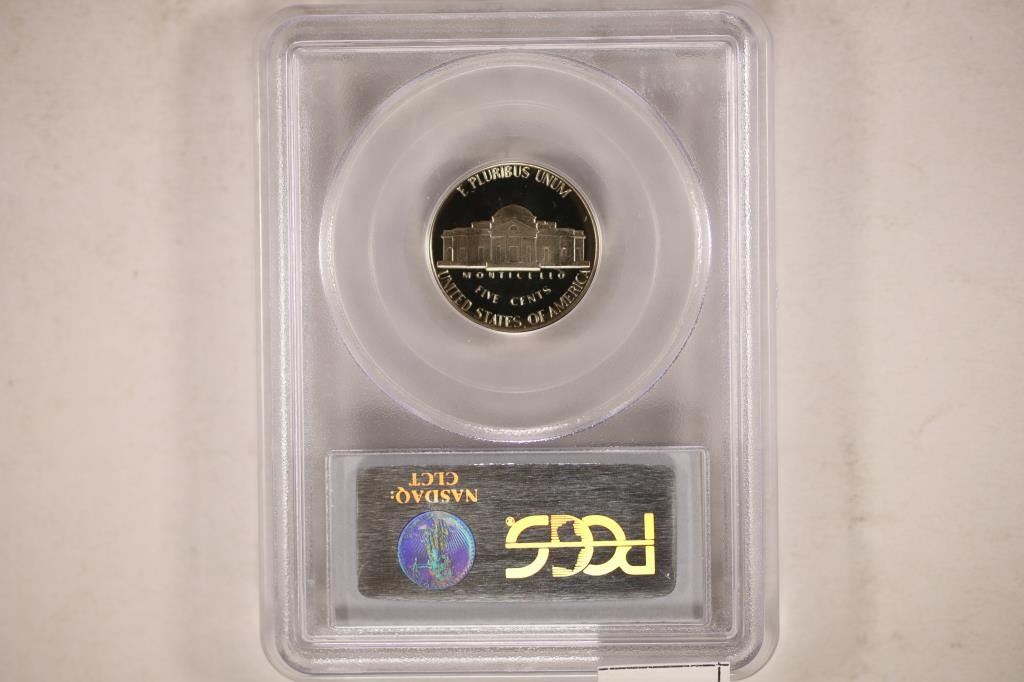 E PLURIBUS UNUM
MONTICELLO
FIVE CENTS
UNITED STATES OF AMERICA
PCGS®
NASDAQ:
CLCT